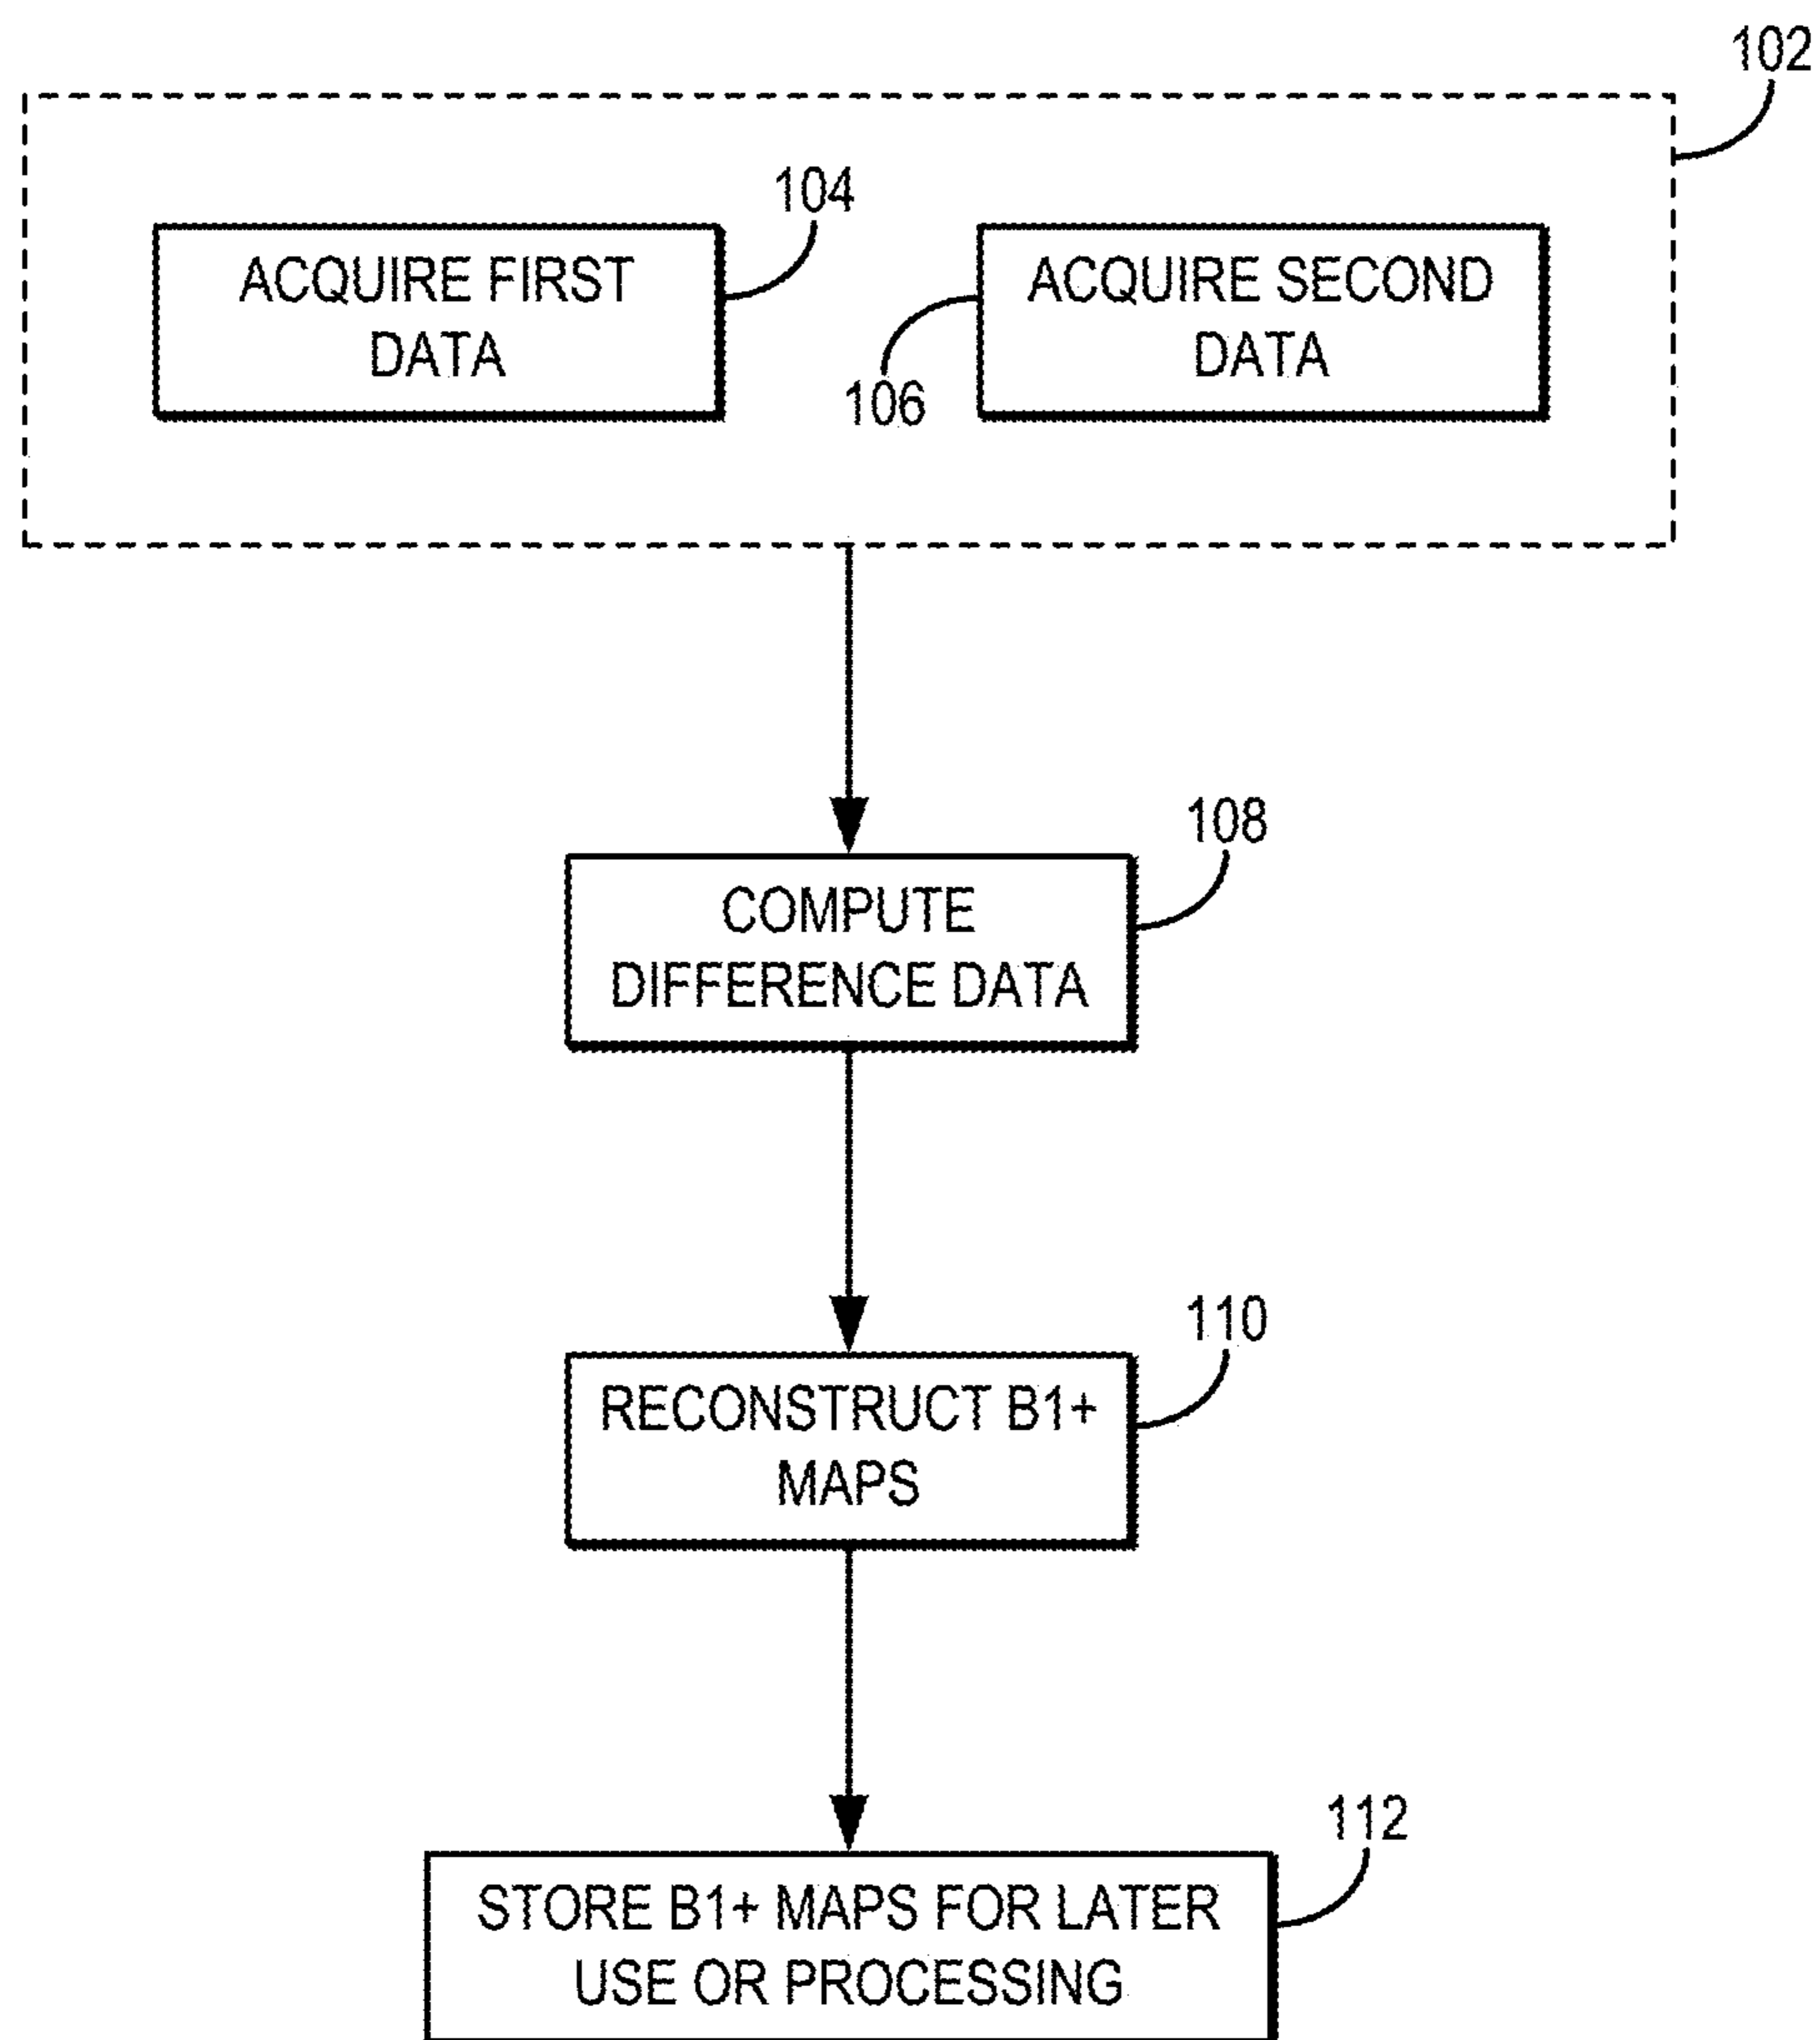 102
104
ACQUIRE FIRST
DATA
ACQUIRE SECOND
DATA
106
108
COMPUTE
DIFFERENCE DATA
110
RECONSTRUCT B1+
MAPS
112
STORE B1+ MAPS FOR LATER
USE OR PROCESSING